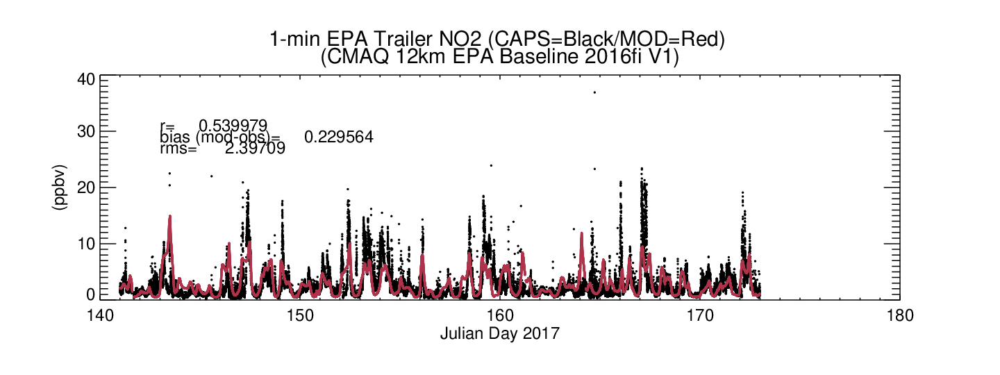 1-min EPA Trailer NO2 (CAPS=Black/MOD=Red)
(CMAQ 12km EPA Baseline 2016fi V1)
40
30
20
10
0
(ppbv)
r= 0.539979
bias (mod-obs)= 0.229564
rms= 2.39709
140 150 160 170 180
Julian Day 2017